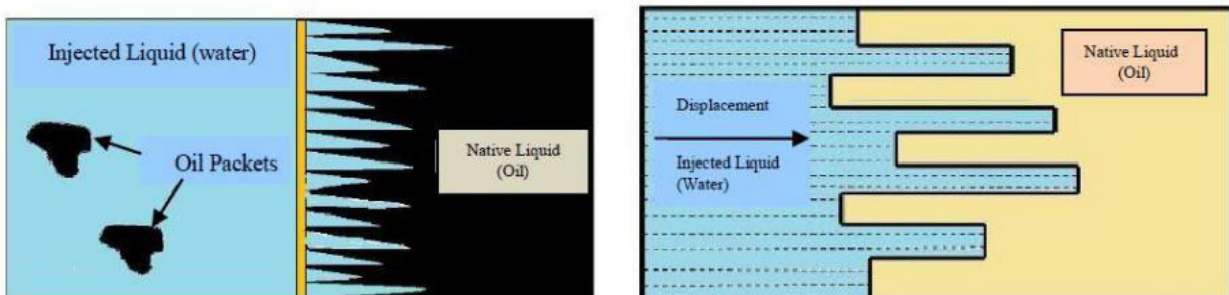 Injected Liquid (water)
Oil Packets
Native Liquid
(Oil)
Displacement
Injected Liquid
(Water)
Native Liquid
(Oil)